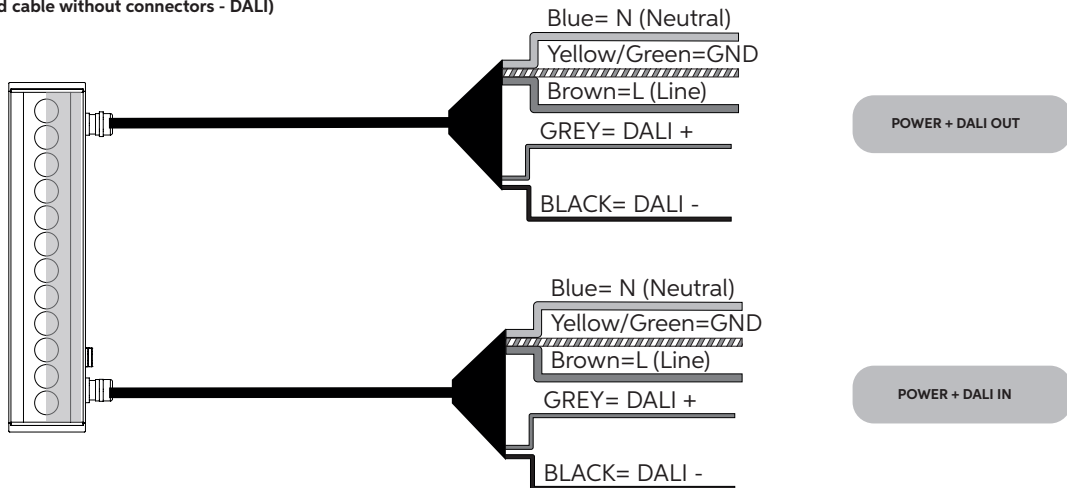 d cable without connectors - DALI)
Blue= N (Neutral)
Yellow/Green=GND
Brown=L (Line)
GREY= DALI +
BLACK= DALI -
POWER + DALI OUT
Blue= N (Neutral)
Yellow/Green=GND
Brown=L (Line)
GREY= DALI +
BLACK= DALI -
POWER + DALI IN